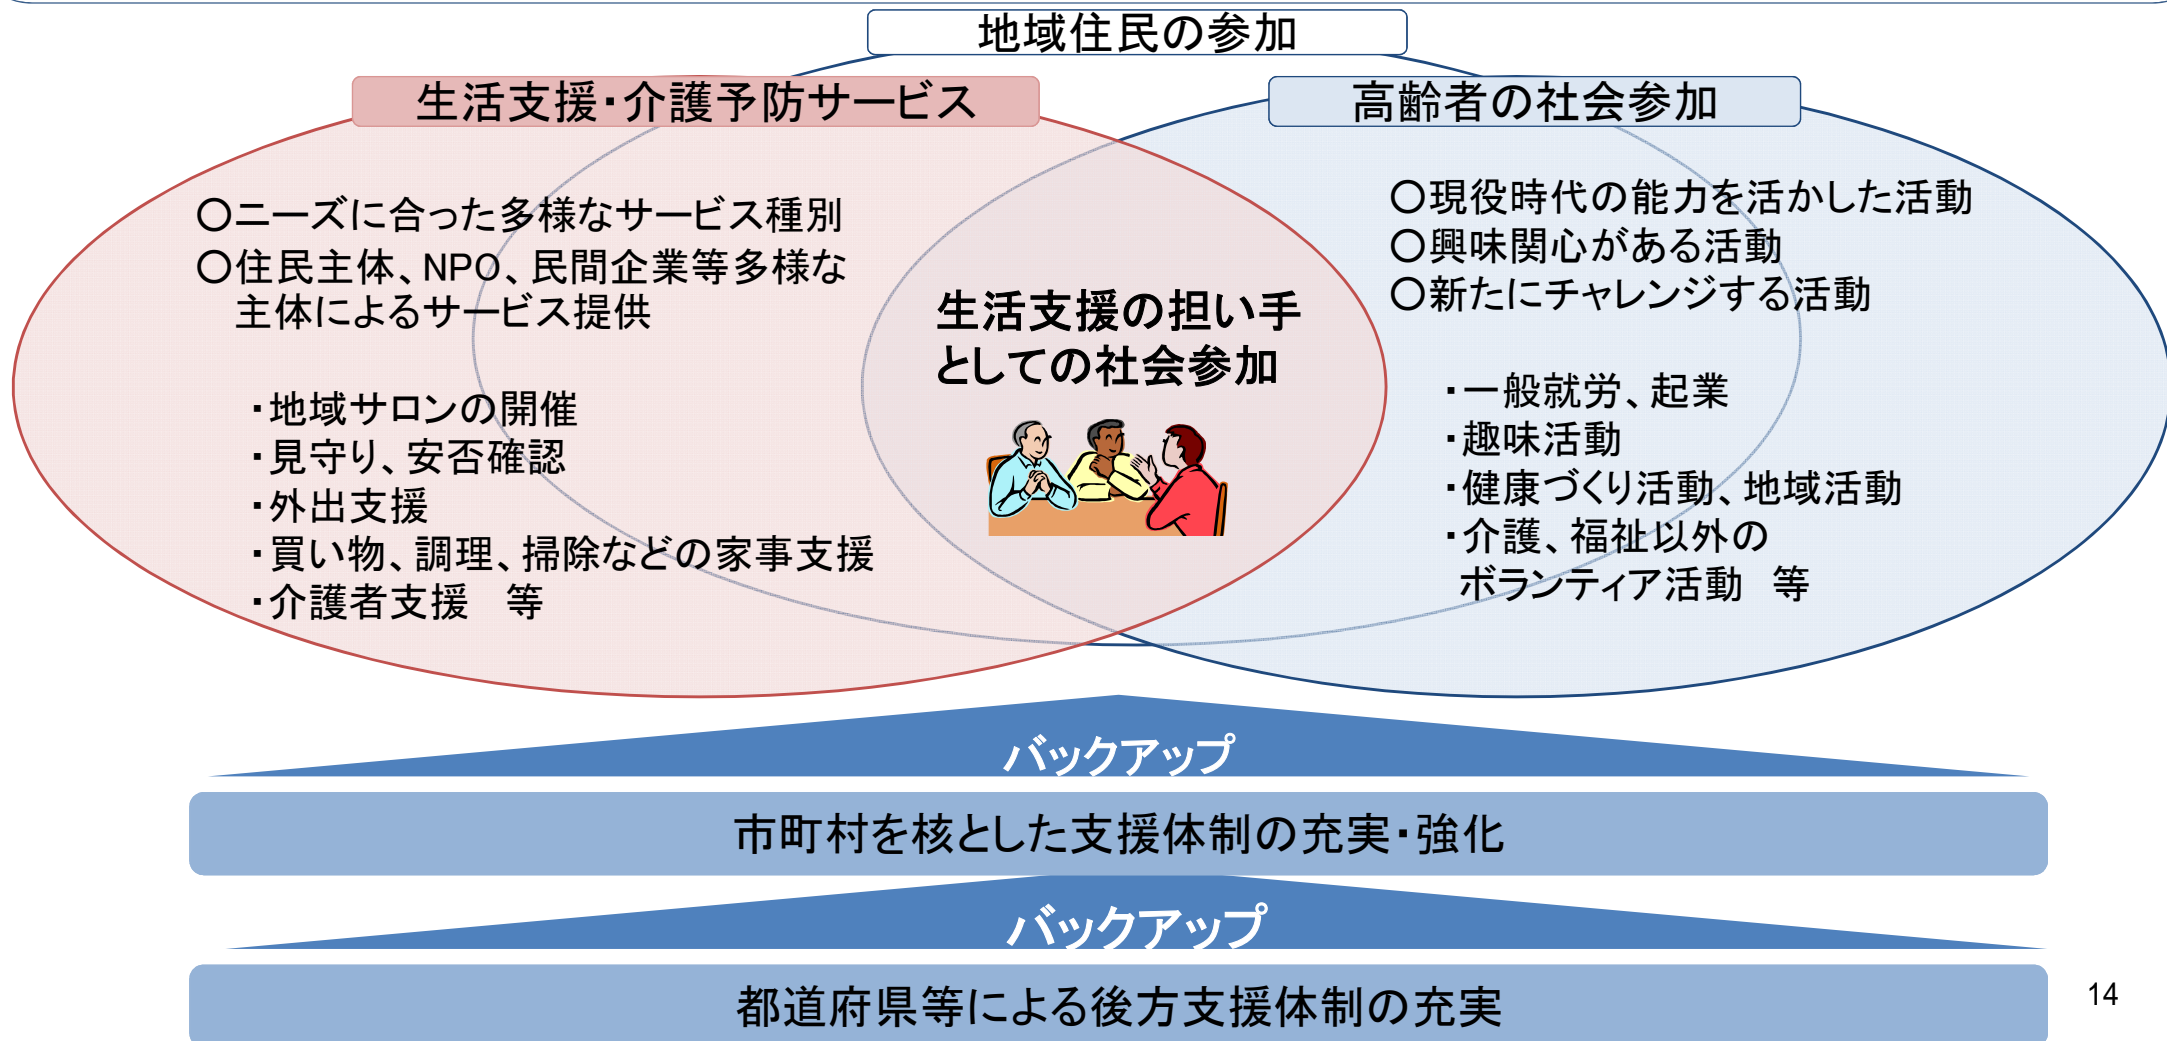 地域住民の参加
生活支援・介護予防サービス
〇ニーズに合った多様なサービス種別
〇住民主体、NPO、民間企業等多様な
主体によるサービス提供
・地域サロンの開催
・見守り、安否確認
・外出支援
・買い物、調理、掃除などの家事支援
・介護者支援　等
生活支援の担い手
としての社会参加
高齢者の社会参加
〇現役時代の能力を活かした活動
〇興味関心がある活動
〇新たにチャレンジする活動
・一般就労、起業
・趣味活動
・健康づくり活動、地域活動
・介護、福祉以外の
ボランティア活動　等
バックアップ
市町村を核とした支援体制の充実・強化
バックアップ
都道府県等による後方支援体制の充実
14